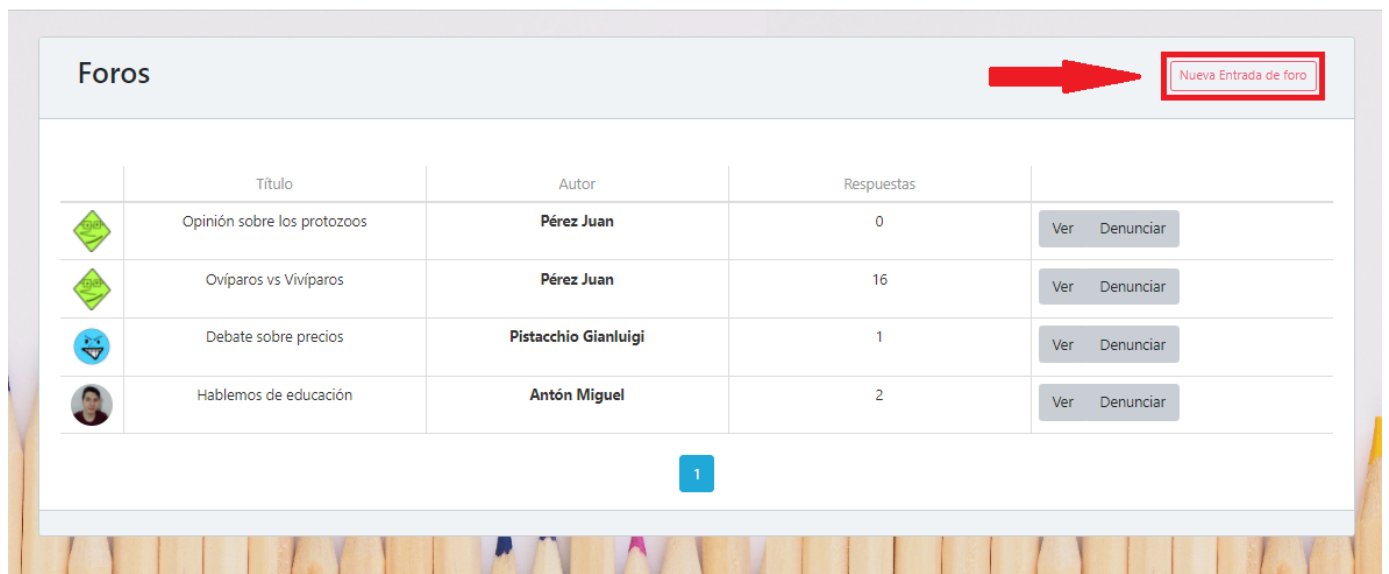 Foros
Nueva Entrada de foro
Título Autor Respuestas
Opinión sobre los protozoos Pérez Juan 0 Ver Denunciar
Ovíparos vs Vivíparos Pérez Juan 16 Ver Denunciar
Debate sobre precios Pistacchio Gianluigi 1 Ver Denunciar
Hablemos de educación Antón Miguel 2 Ver Denunciar
1